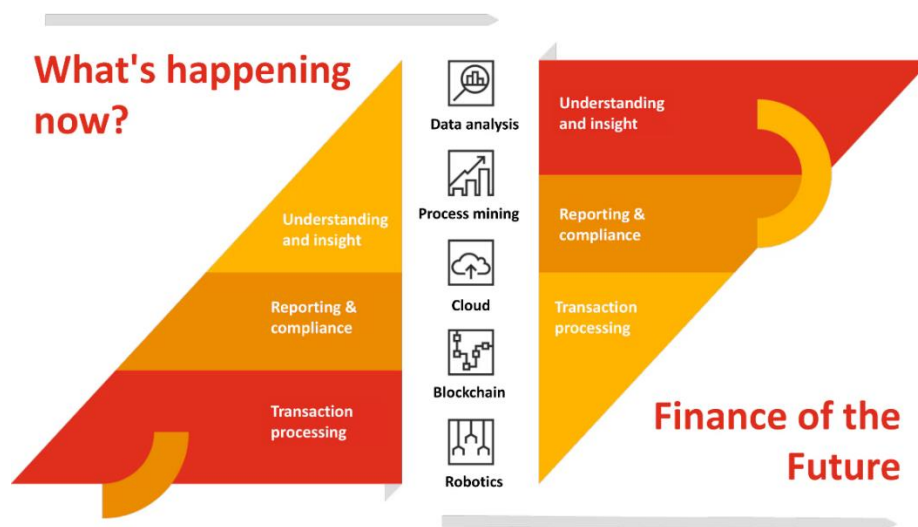 What's happening
now?
Understanding
and insight
Reporting &
compliance
Transaction
processing
Data analysis
Process mining
Cloud
Blockchain
Robotics
Understanding
and insight
Reporting &
compliance
Transaction
processing
Finance of the
Future